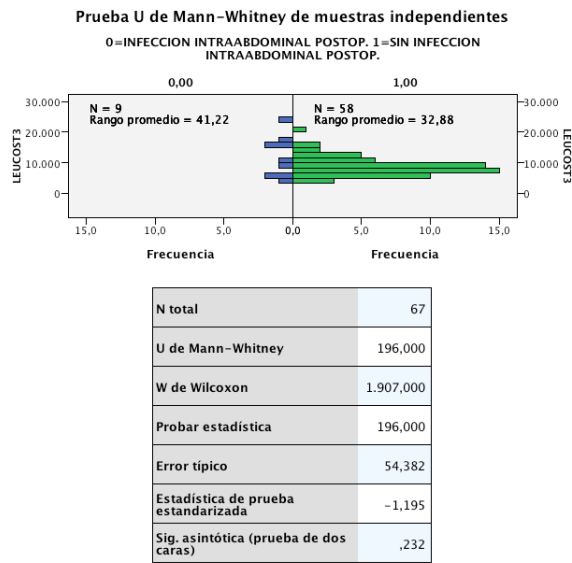 Prueba U de Mann-Whitney de muestras independientes
0=INFECCION INTRAABDOMINAL POSTOP. 1=SIN INFECCION
INTRAABDOMINAL POSTOP.
0,00
1,00
N = 9
Rango promedio = 41,22
N = 58
Rango promedio = 32,88
LEUCOST3
30.000
20.000
10.000
0
30.000
20.000
10.000
0
LEUCOST3
15,0
10,0
5,0
0,0
5,0
10,0
15,0
Frecuencia
Frecuencia
N total
67
U de Mann-Whitney
196,000
W de Wilcoxon
1.907,000
Probar estadística
196,000
Error típico
54,382
Estadística de prueba
estandarizada
-1,195
Sig. asintótica (prueba de dos
caras)
,232